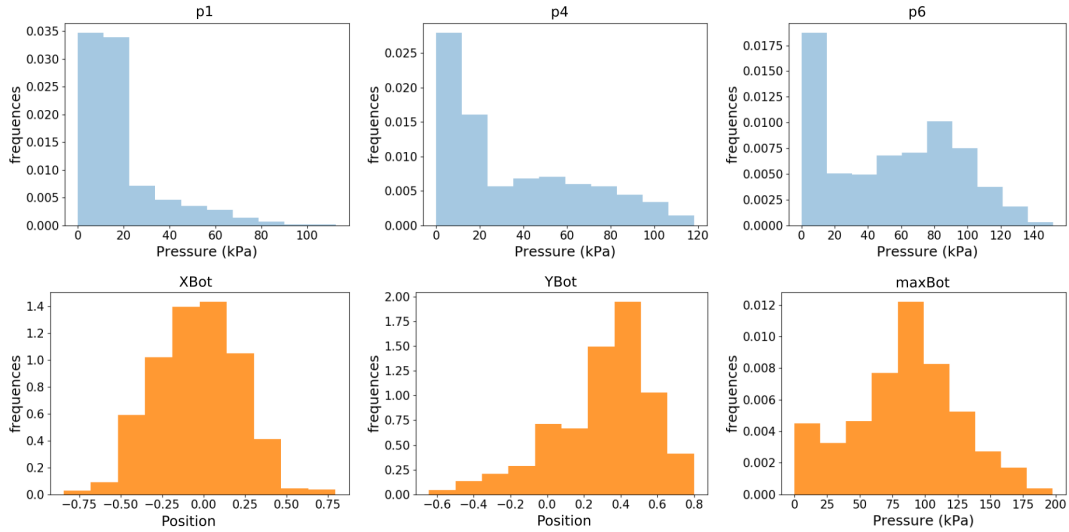 p1
0.035
0.030
0.025
0.020
0.015
0.010
0.005
0.000
frequences
0 20 40 60 80 100
Pressure (kPa)
p4
0.025
0.020
0.015
0.010
0.005
0.000
frequences
0 20 40 60 80 100 120
Pressure (kPa)
p6
0.0175
0.0150
0.0125
0.0100
0.0075
0.0050
0.0025
0.0000
frequences
0 20 40 60 80 100 120 140
Pressure (kPa)
XBot
1.4
1.2
1.0
0.8
0.6
0.4
0.2
0.0
frequences
−0.75 −0.50 −0.25 0.00 0.25 0.50 0.75
Position
YBot
2.00
1.75
1.50
1.25
1.00
0.75
0.50
0.25
0.00
frequences
−0.6 −0.4 −0.2 0.0 0.2 0.4 0.6 0.8
Position
maxBot
0.012
0.010
0.008
0.006
0.004
0.002
0.000
frequences
0 25 50 75 100 125 150 175 200
Pressure (kPa)